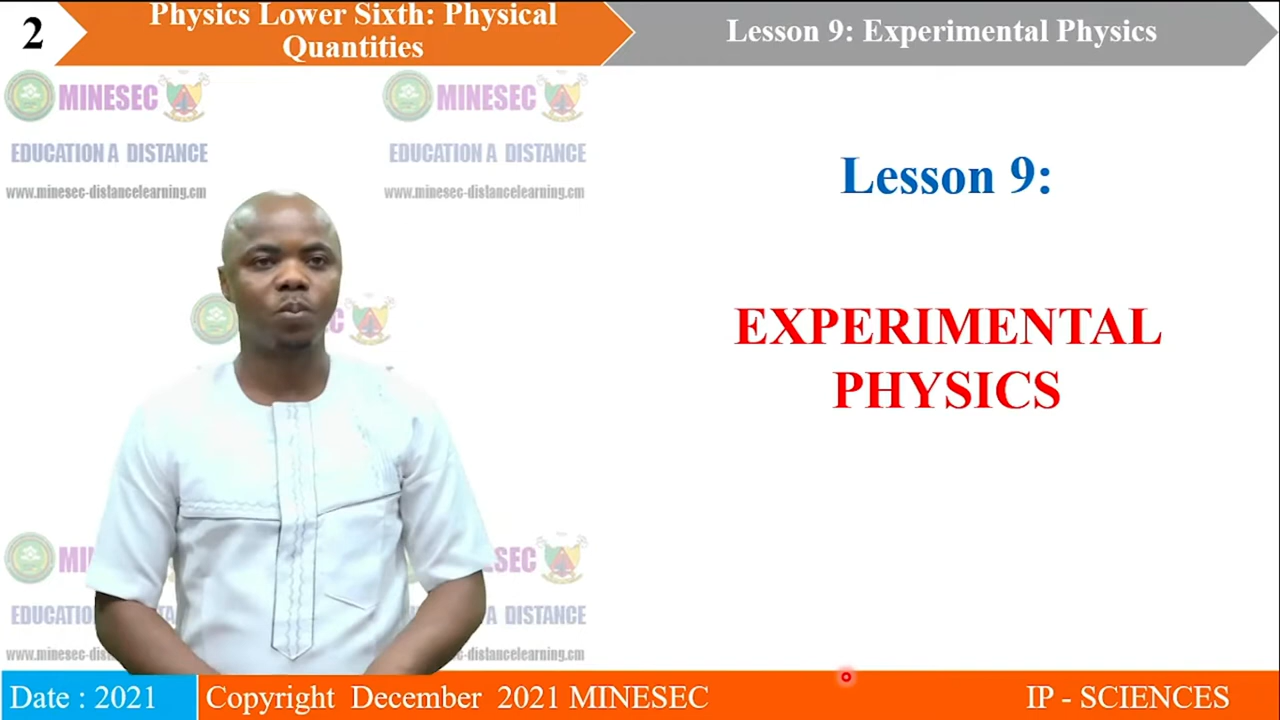 2
Physics Lower Sixth: Physical
Quantities
Lesson 9: Experimental Physics
MINESEC
MINESEC
EDUCATION A DISTANCE
EDUCATION A DISTANCE
www.minesec-distancelearning.cm
www.minesec-distancelearning.cm
Lesson 9:
EXPERIMENTAL
PHYSICS
Date : 2021
Copyright December 2021 MINESEC
IP - SCIENCES